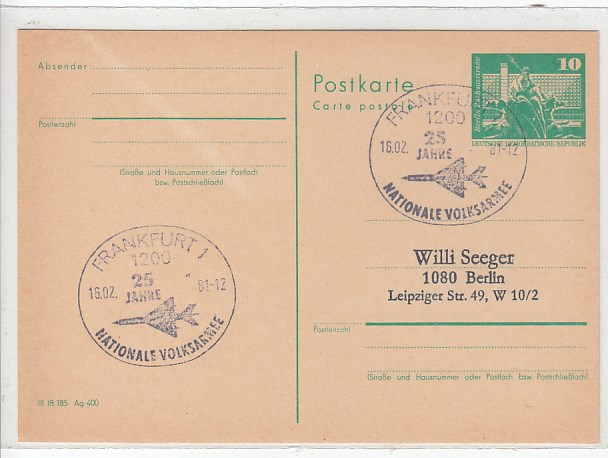 Absender:
Postleitzahl
(Straße und Hausnummer oder Postfach
bzw. Postschließfach)
FRANKFURT 1
1200
25
JAHRE
16.02. 81-12
NATIONALE VOLKSARMEE
III 18 185 Ag 400
Postkarte
Carte postale
10
Berlin
DEUTSCHE DEMOKRATISCHE REPUBLIK
FRANKFURT
1200
25
JAHRE
16.02. 81-12
NATIONALE VOLKSARMEE
Willi Seeger
1080 Berlin
Leipziger Str. 49, W 10/2
Postleitzahl
(Straße und Hausnummer oder Postfach bzw. Postschließfach)